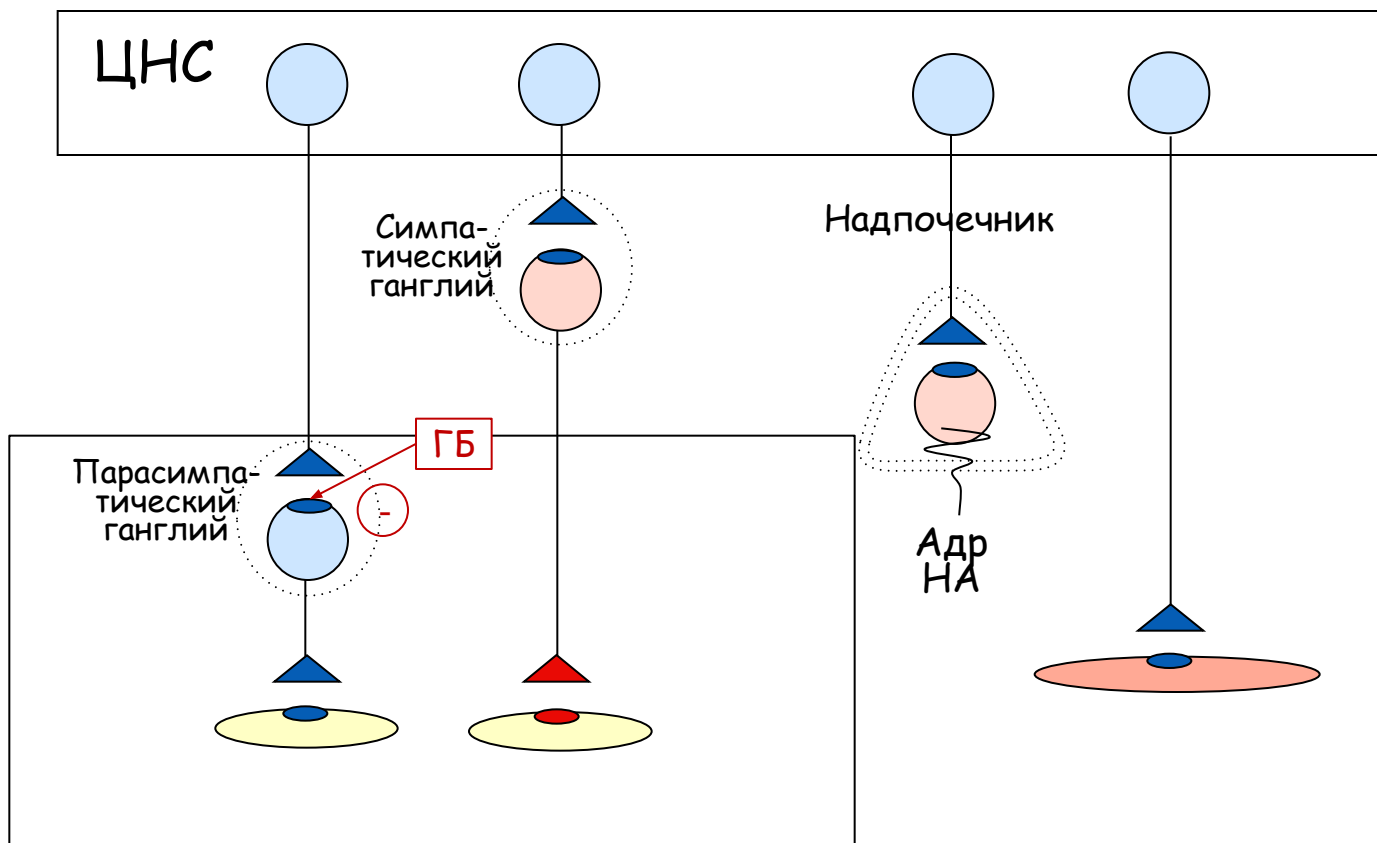 ЦНС
Симпа-
тический
ганглий
Надпочечник
ГБ
Парасимпа-
тический
ганглий
-
Адр
НА